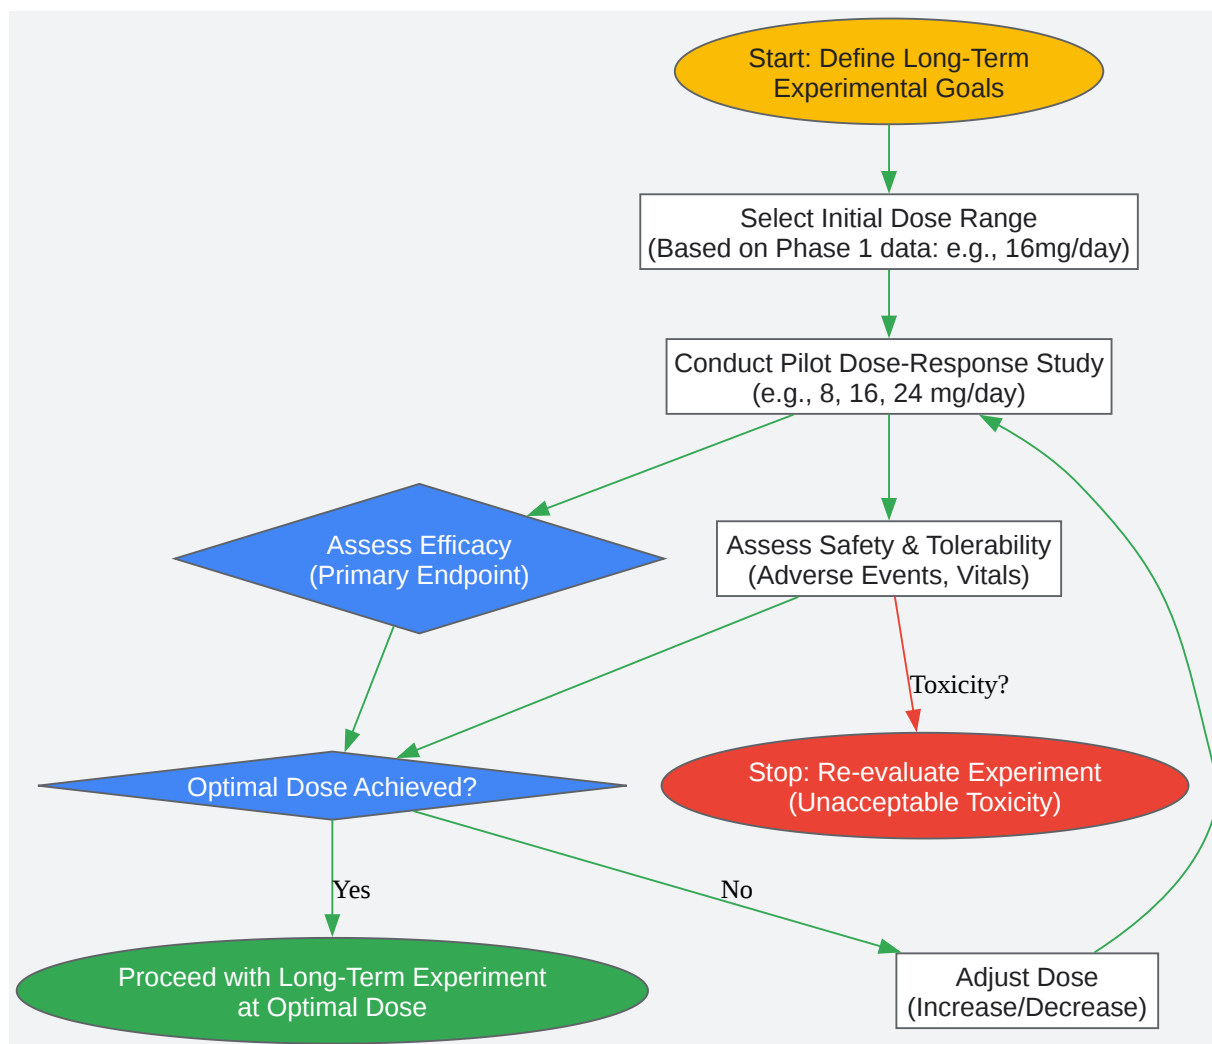 Start: Define Long-Term
Experimental Goals
Select Initial Dose Range
(Based on Phase 1 data: e.g., 16mg/day)
Conduct Pilot Dose-Response Study
(e.g., 8, 16, 24 mg/day)
Assess Efficacy
(Primary Endpoint)
Assess Safety & Tolerability
(Adverse Events, Vitals)
Toxicity?
Optimal Dose Achieved?
Stop: Re-evaluate Experiment
(Unacceptable Toxicity)
Yes
No
Proceed with Long-Term Experiment
at Optimal Dose
Adjust Dose
(Increase/Decrease)